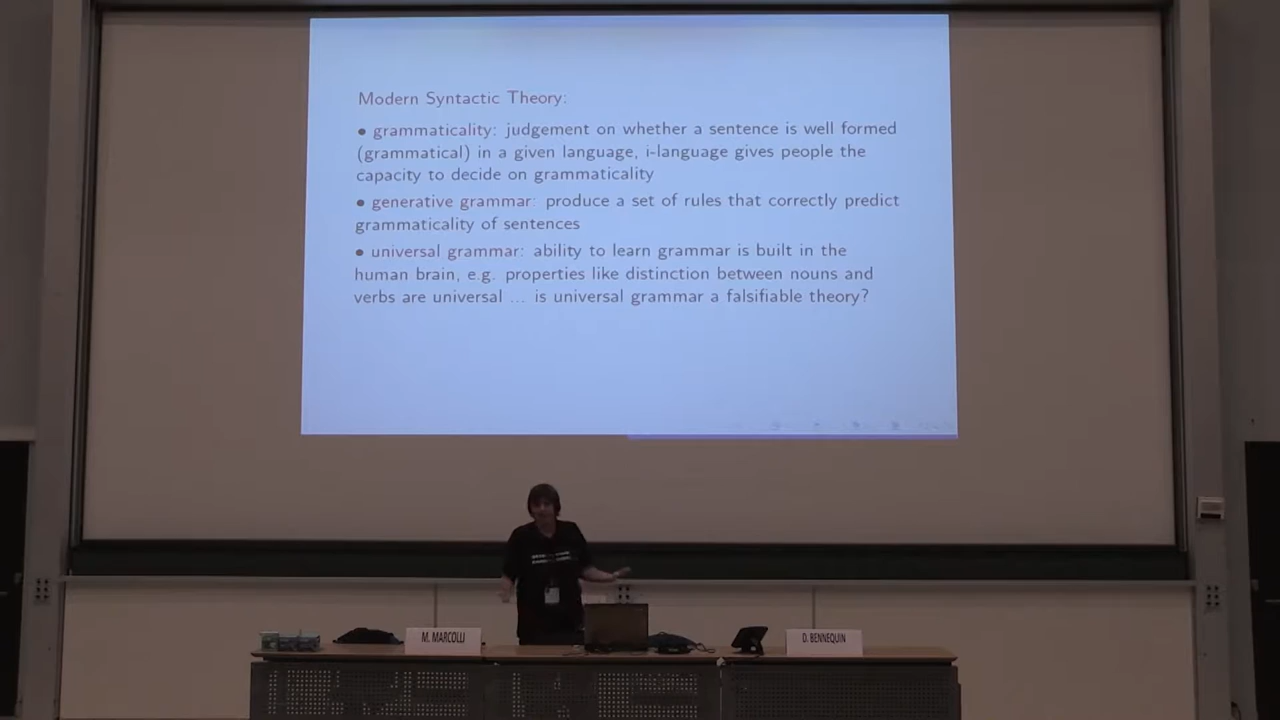 Modern Syntactic Theory:
• grammaticality: judgement on whether a sentence is well formed
(grammatical) in a given language, i-language gives people the
capacity to decide on grammaticality
• generative grammar: produce a set of rules that correctly predict
grammaticality of sentences
• universal grammar: ability to learn grammar is built in the
human brain, e.g. properties like distinction between nouns and
verbs are universal ... is universal grammar a falsifiable theory?
M. MARCOLLI
D. BENNEQUIN